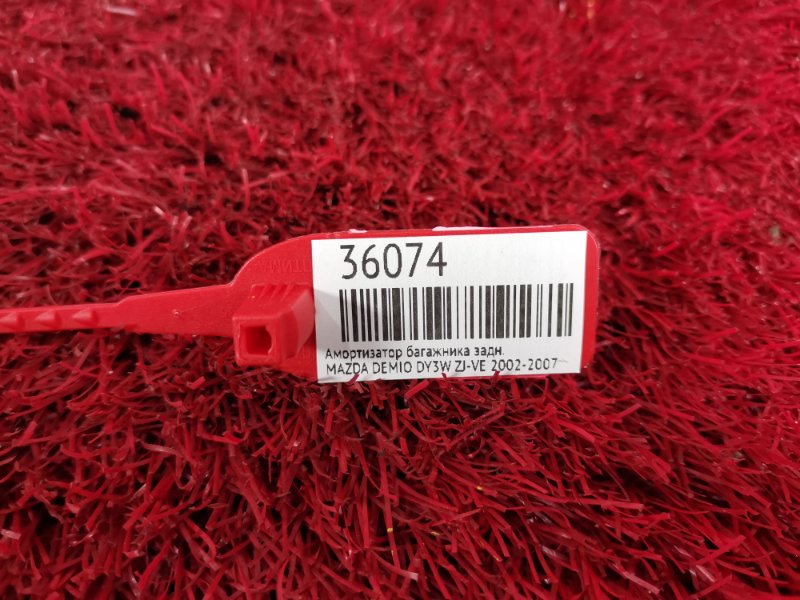 36074
Амортизатор багажника задн.
MAZDA DEMIO DY3W ZJ-VE 2002-2007